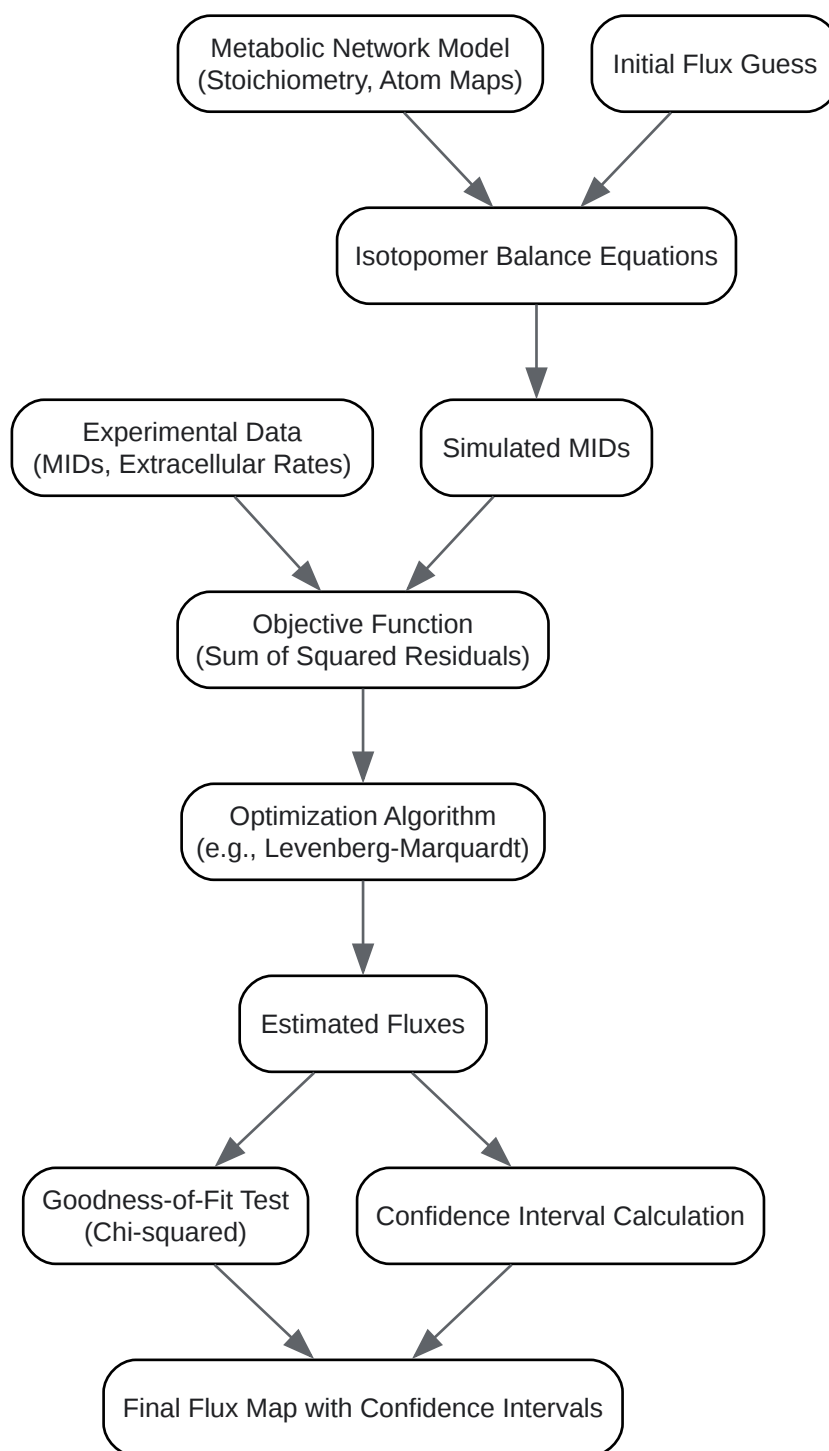 Metabolic Network Model
(Stoichiometry, Atom Maps)
Initial Flux Guess
Isotopomer Balance Equations
Experimental Data
(MIDs, Extracellular Rates)
Simulated MIDs
Objective Function
(Sum of Squared Residuals)
Optimization Algorithm
(e.g., Levenberg-Marquardt)
Estimated Fluxes
Goodness-of-Fit Test
(Chi-squared)
Confidence Interval Calculation
Final Flux Map with Confidence Intervals